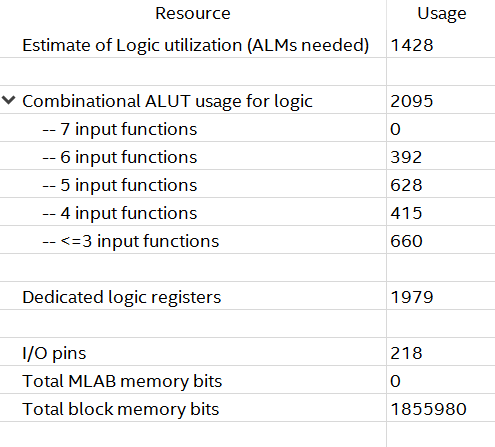 Resource Usage
Estimate of Logic utilization (ALMs needed) 1428
Combinational ALUT usage for logic 2095
-- 7 input functions 0
-- 6 input functions 392
-- 5 input functions 628
-- 4 input functions 415
-- <=3 input functions 660
Dedicated logic registers 1979
I/O pins 218
Total MLAB memory bits 0
Total block memory bits 1855980